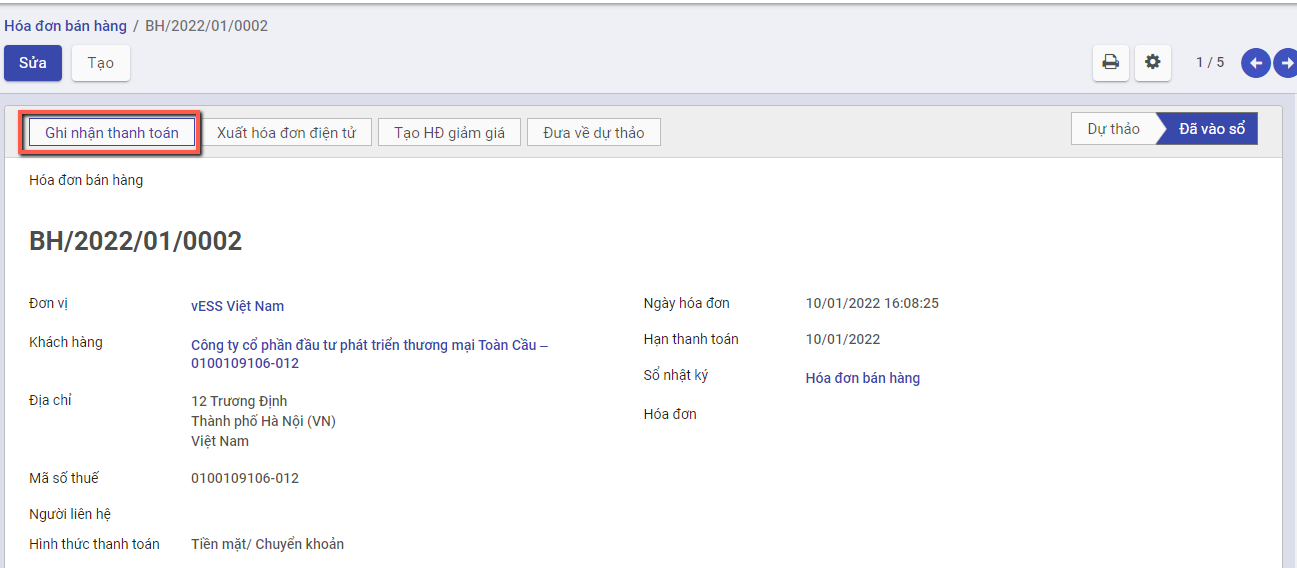 Hóa đơn bán hàng / BH/2022/01/0002
Sửa Tạo 1 / 5
Ghi nhận thanh toán Xuất hóa đơn điện tử Tạo HĐ giảm giá Đưa về dự thảo Dự thảo Đã vào sổ
Hóa đơn bán hàng
BH/2022/01/0002
Đơn vị vESS Việt Nam
Khách hàng Công ty cổ phần đầu tư phát triển thương mại Toàn Cầu –
0100109106-012
Địa chỉ 12 Trương Định
Thành phố Hà Nội (VN)
Việt Nam
Mã số thuế 0100109106-012
Người liên hệ
Hình thức thanh toán Tiền mặt/ Chuyển khoản
Ngày hóa đơn 10/01/2022 16:08:25
Hạn thanh toán 10/01/2022
Sổ nhật ký Hóa đơn bán hàng
Hóa đơn